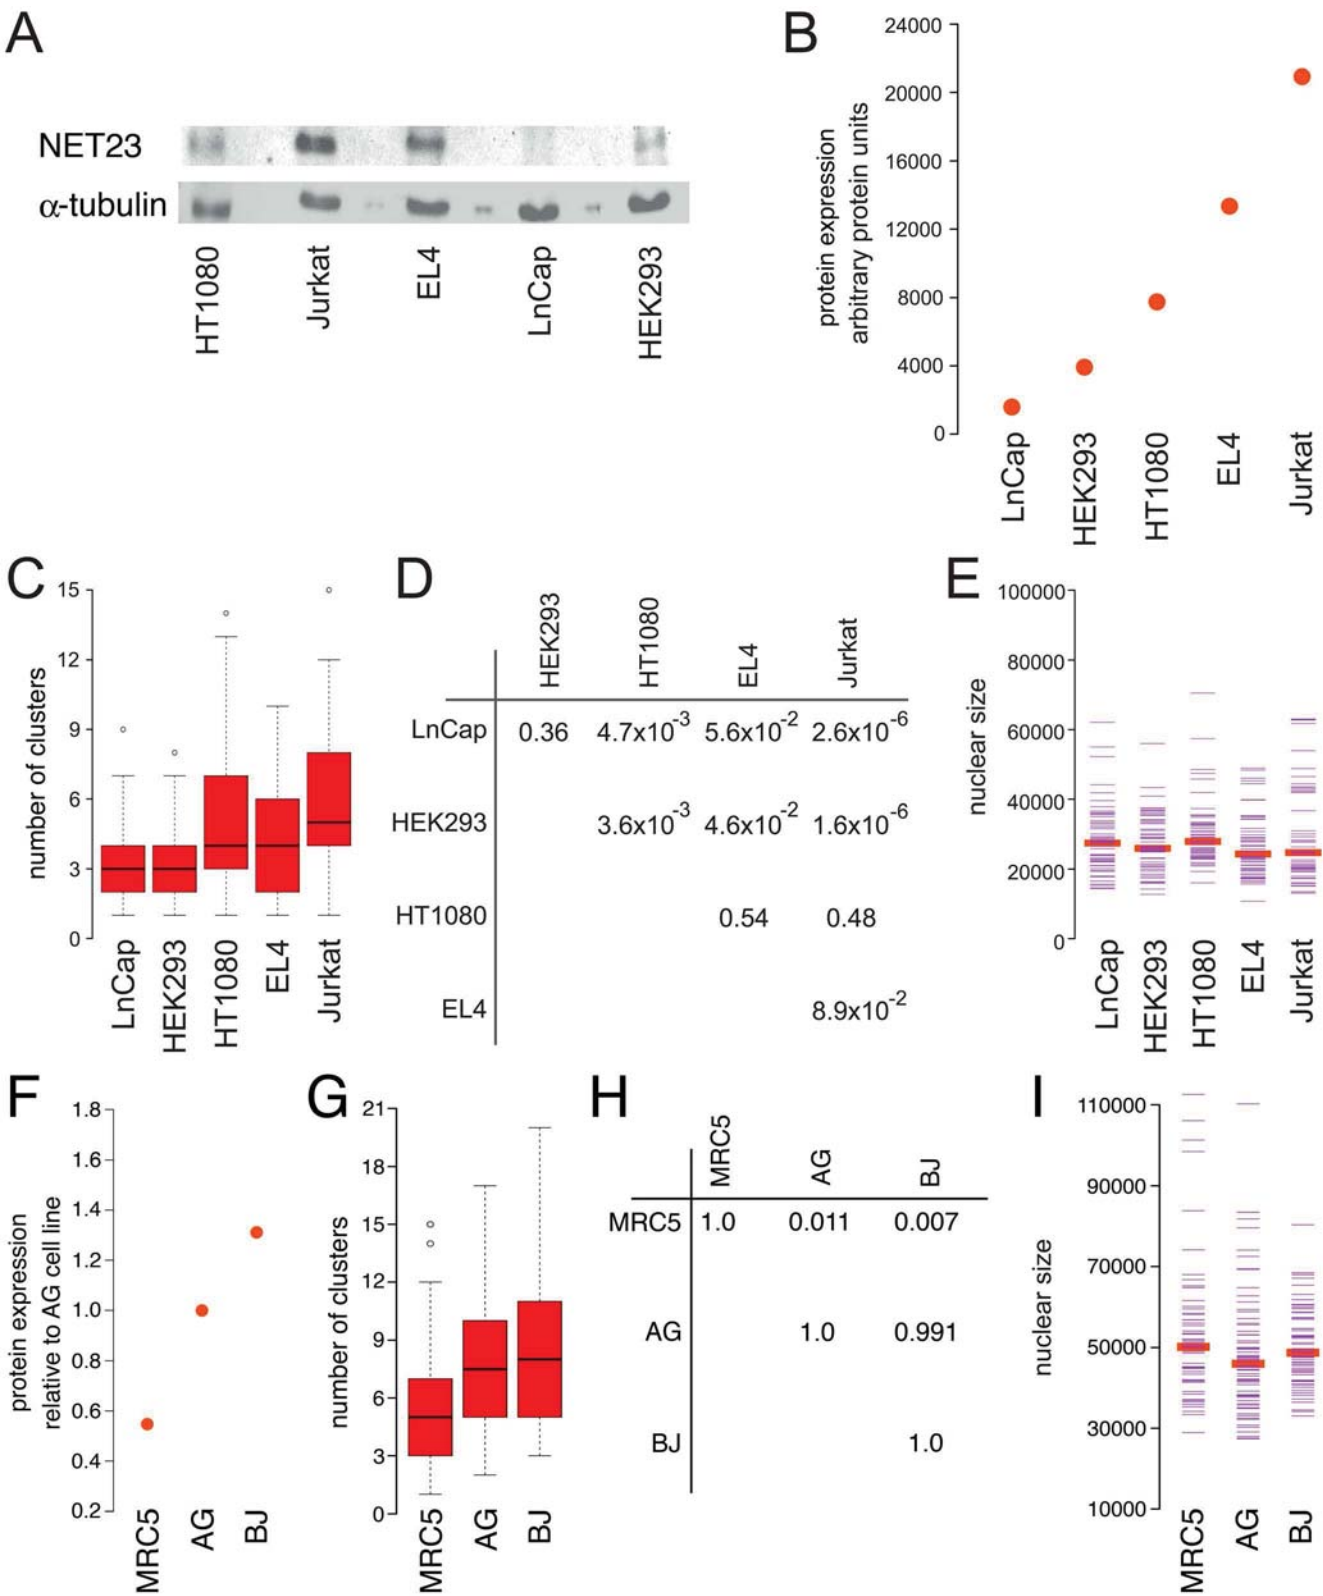 A
NET23
α-tubulin
HT1080
Jurkat
EL4
LnCap
HEK293
B
protein expression
arbitrary protein units
24000
20000
16000
12000
8000
4000
0
LnCap
HEK293
HT1080
EL4
Jurkat
C
number of clusters
15
12
9
6
3
0
LnCap
HEK293
HT1080
EL4
Jurkat
D
HEK293 HT1080 EL4 Jurkat
LnCap 0.36 4.7x10-3 5.6x10-2 2.6x10-6
HEK293 3.6x10-3 4.6x10-2 1.6x10-6
HT1080 0.54 0.48
EL4 8.9x10-2
E
nuclear size
100000
80000
60000
40000
20000
0
LnCap
HEK293
HT1080
EL4
Jurkat
F
protein expression
relative to AG cell line
1.8
1.6
1.4
1.2
1.0
0.8
0.6
0.4
0.2
MRC5
AG
BJ
G
number of clusters
21
18
15
12
9
6
3
0
MRC5
AG
BJ
H
MRC5 AG BJ
MRC5 1.0 0.011 0.007
AG 1.0 0.991
BJ 1.0
I
nuclear size
110000
90000
70000
50000
30000
10000
MRC5
AG
BJ